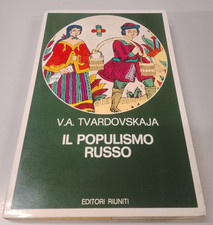 V.A. TVARDOVSKAJA
IL POPULISMO
RUSSO
EDITORI RIUNITI